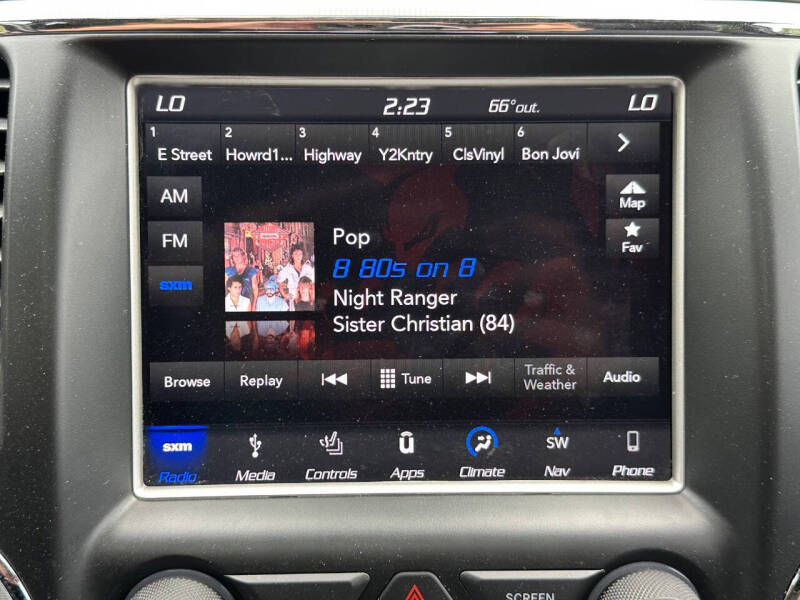 LO 2:23 66° out. LO
1 2 3 4 5 6
E Street Howrd1... Highway Y2Kntry ClsVinyl Bon Jovi
AM
Map
FM
Fav
sxm
Pop
8 80s on 8
Night Ranger
Sister Christian (84)
Browse Replay Tune Traffic & Weather Audio
sxm SW
Radio Media Controls Apps Climate Nav Phone
SCREEN